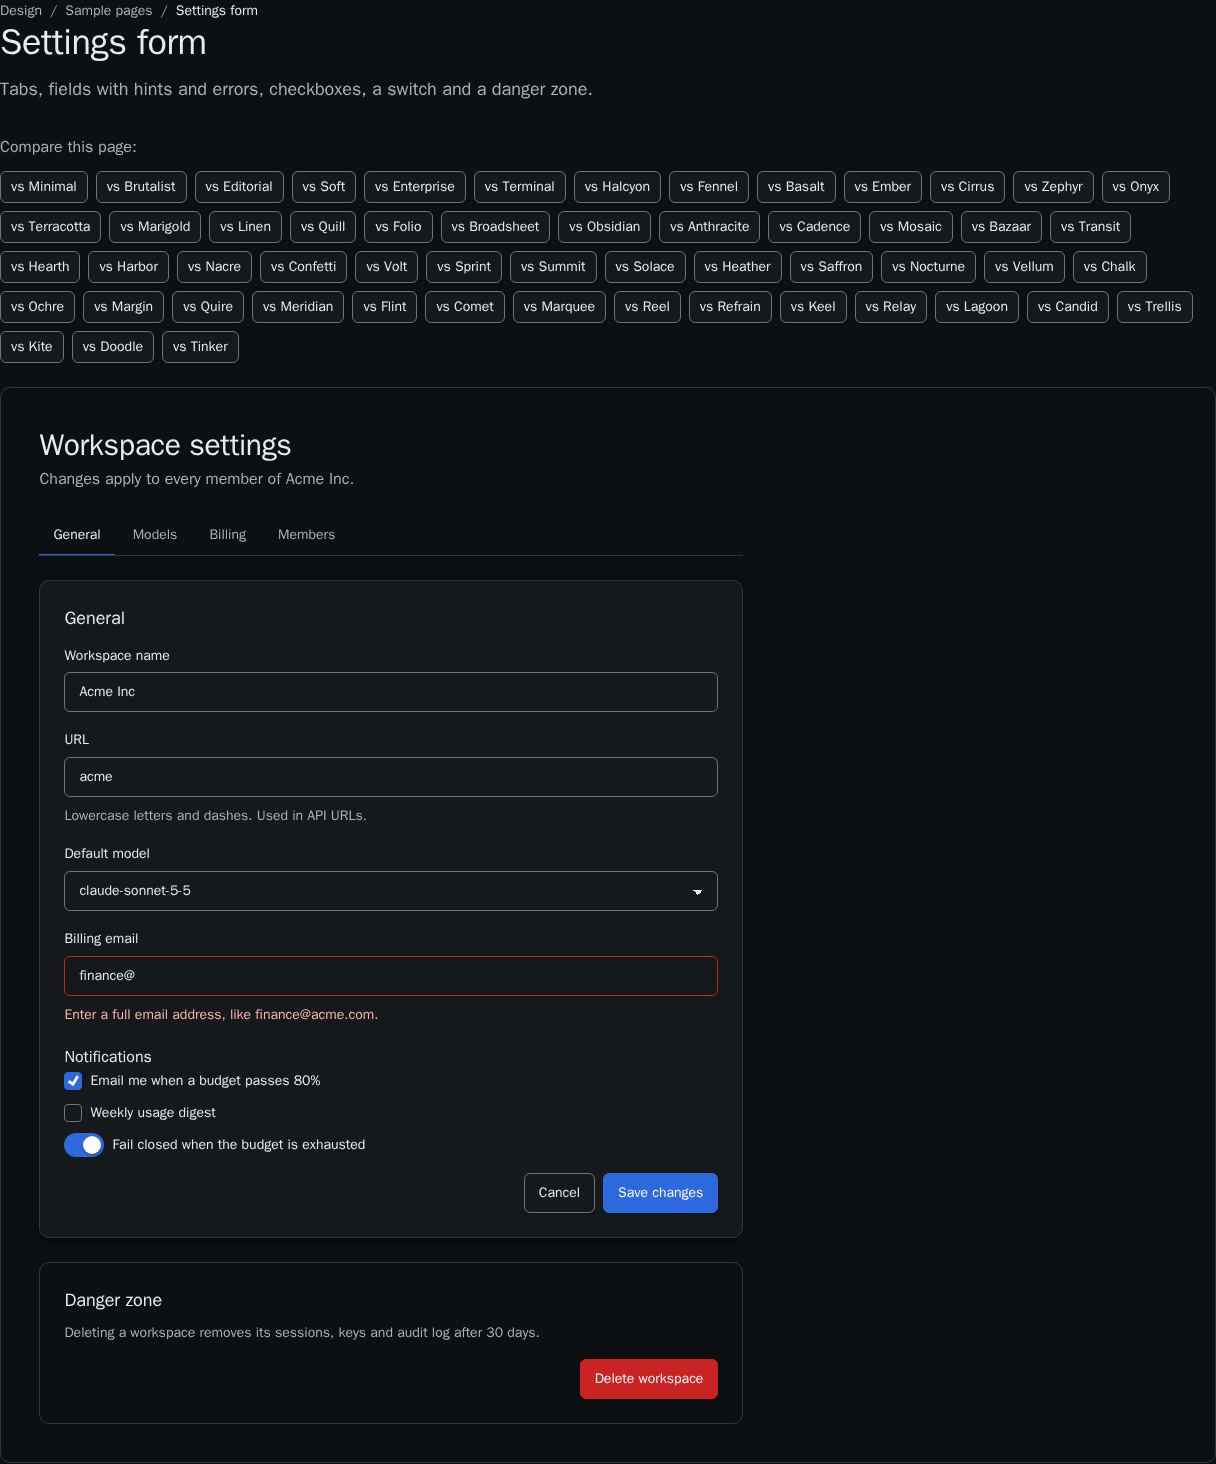 Design / Sample pages / Settings form
Settings form
Tabs, fields with hints and errors, checkboxes, a switch and a danger zone.
Compare this page:
vs Minimal vs Brutalist vs Editorial vs Soft vs Enterprise vs Terminal vs Halcyon vs Fennel vs Basalt vs Ember vs Cirrus vs Zephyr vs Onyx
vs Terracotta vs Marigold vs Linen vs Quill vs Folio vs Broadsheet vs Obsidian vs Anthracite vs Cadence vs Mosaic vs Bazaar vs Transit
vs Hearth vs Harbor vs Nacre vs Confetti vs Volt vs Sprint vs Summit vs Solace vs Heather vs Saffron vs Nocturne vs Vellum vs Chalk
vs Ochre vs Margin vs Quire vs Meridian vs Flint vs Comet vs Marquee vs Reel vs Refrain vs Keel vs Relay vs Lagoon vs Candid vs Trellis
vs Kite vs Doodle vs Tinker
Workspace settings
Changes apply to every member of Acme Inc.
General Models Billing Members
General
Workspace name
Acme Inc
URL
acme
Lowercase letters and dashes. Used in API URLs.
Default model
claude-sonnet-5-5
Billing email
finance@
Enter a full email address, like finance@acme.com.
Notifications
Email me when a budget passes 80%
Weekly usage digest
Fail closed when the budget is exhausted
Cancel Save changes
Danger zone
Deleting a workspace removes its sessions, keys and audit log after 30 days.
Delete workspace